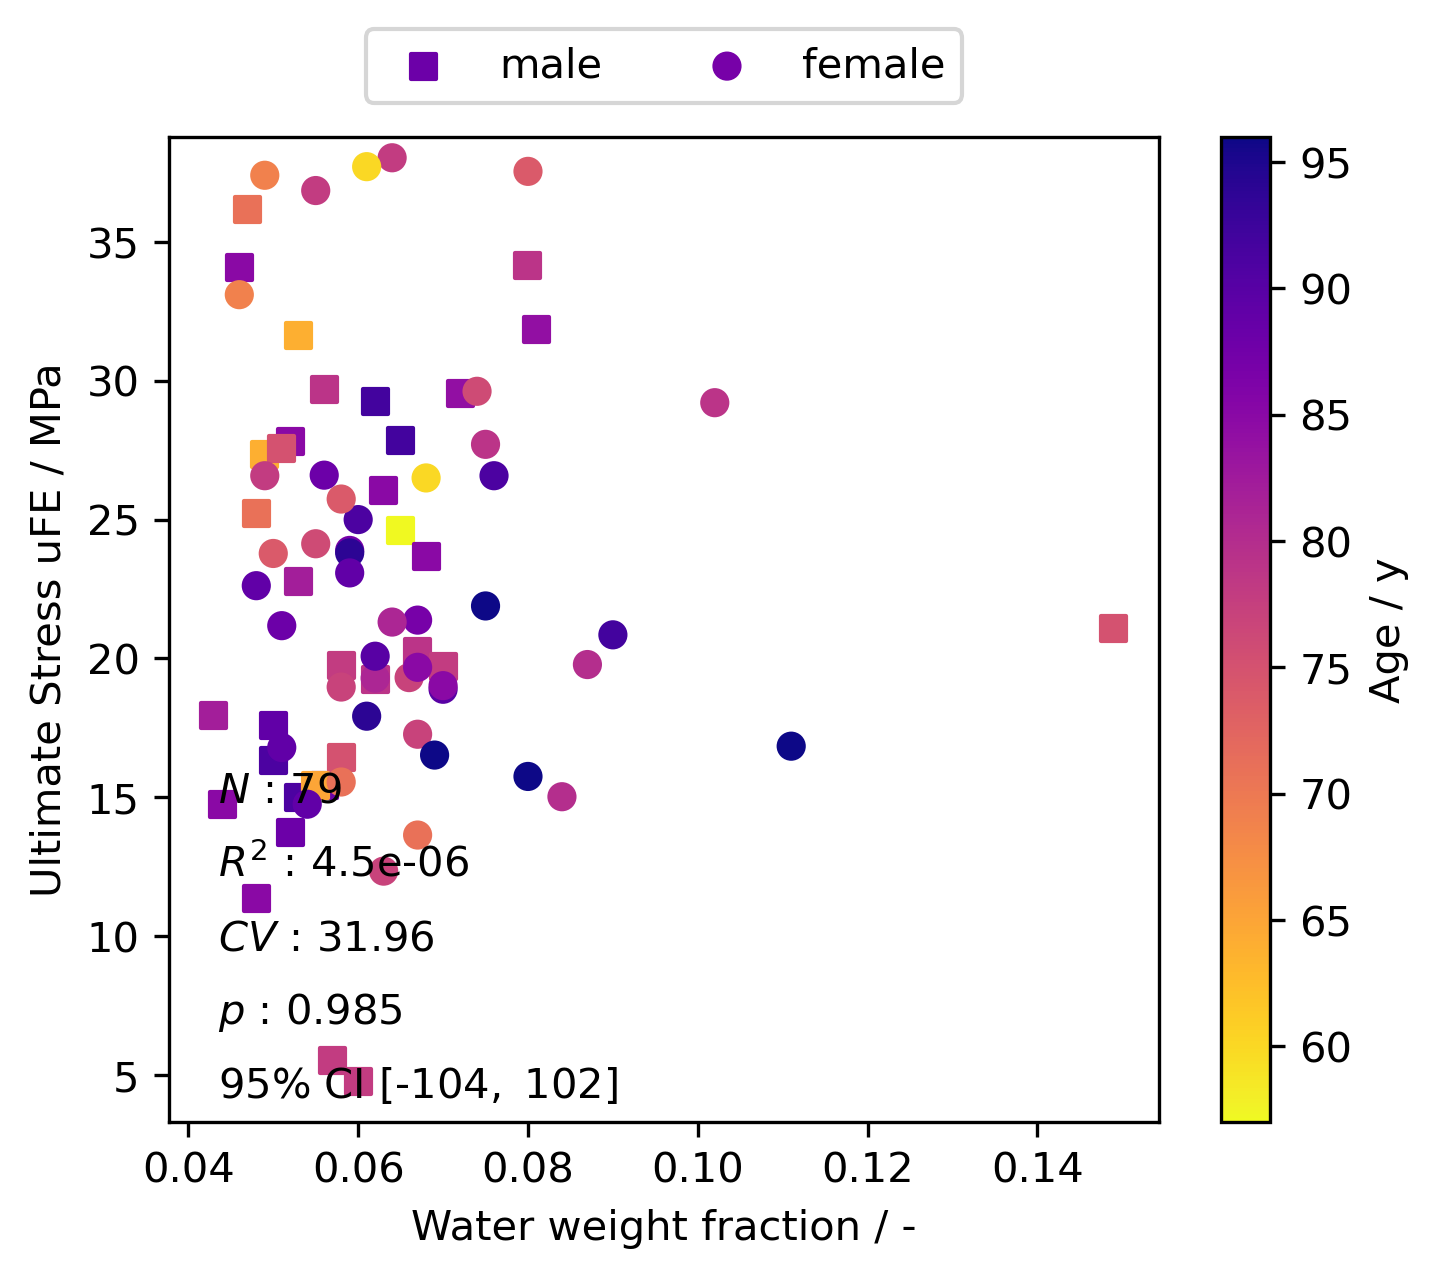 male female
Ultimate Stress uFE / MPa
35
30
25
20
15
10
5
N : 79
R² : 4.5e-06
CV : 31.96
p : 0.985
95% CI [-104, 102]
0.04 0.06 0.08 0.10 0.12 0.14
Water weight fraction / -
95
90
85
80
75
70
65
60
Age / y